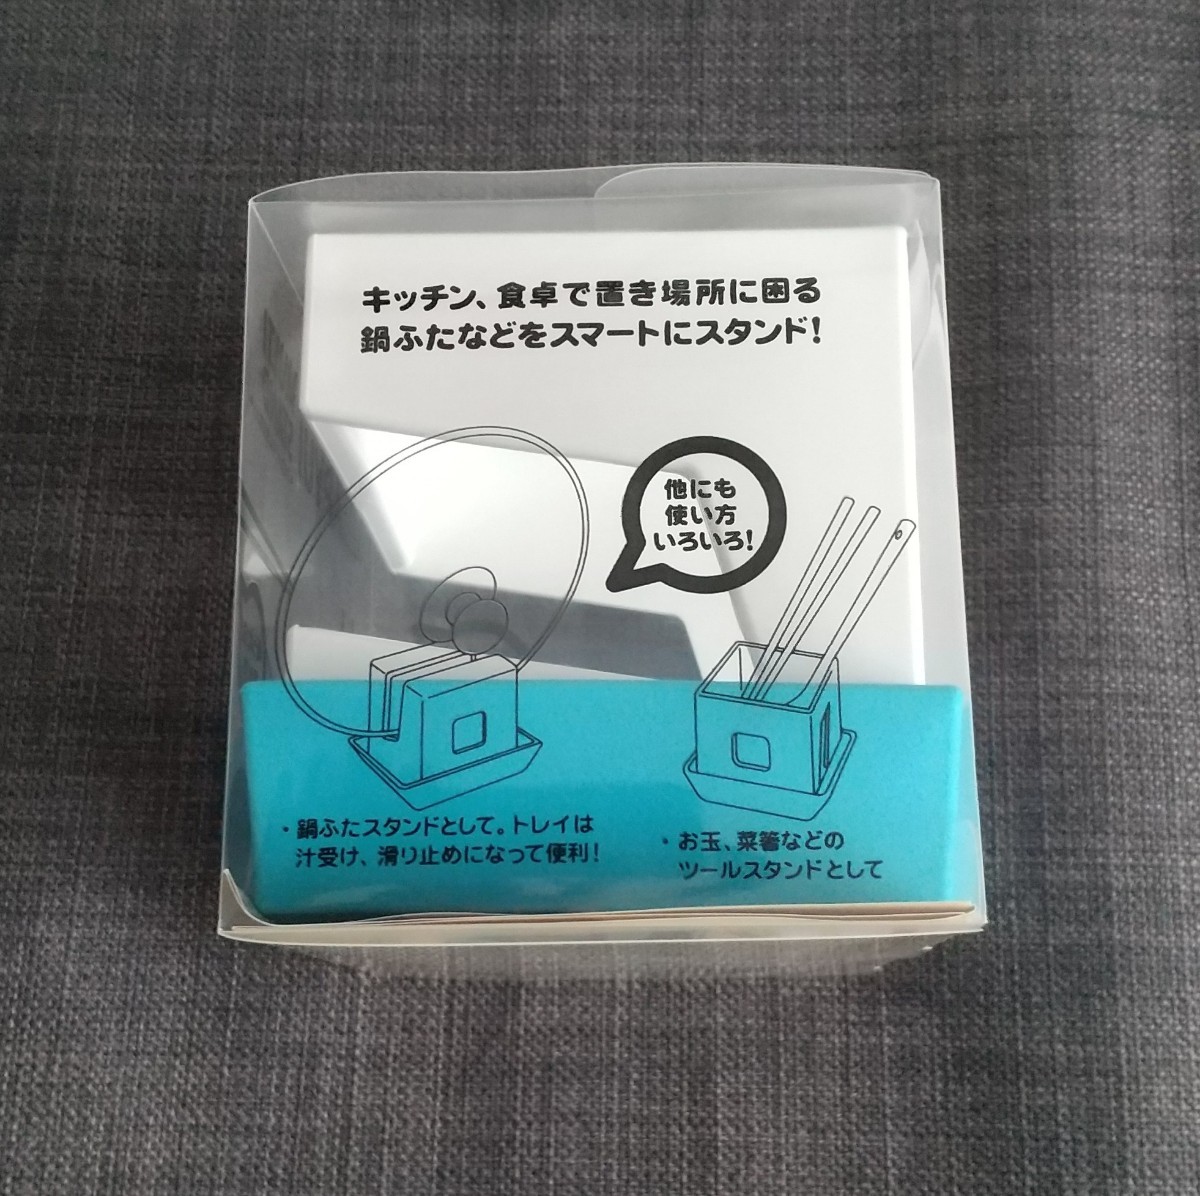 キッチン、食卓で置き場所に困る
鍋ふたなどをスマートにスタンド!
他にも
使い方
いろいろ!
・鍋ふたスタンドとして。トレイは
汁受け、滑り止めになって便利!
・お玉、菜箸などの
ツールスタンドとして